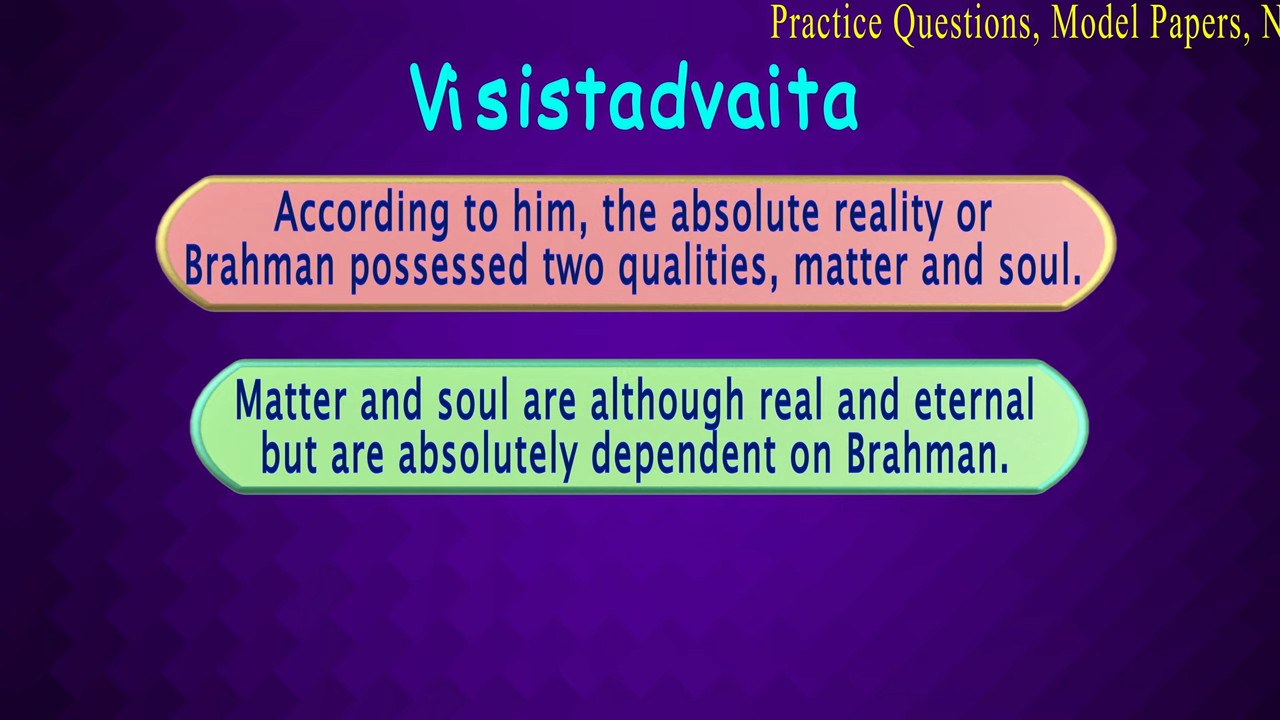 Practice Questions, Model Papers, N
Visistadvaita
According to him, the absolute reality or
Brahman possessed two qualities, matter and soul.
Matter and soul are although real and eternal
but are absolutely dependent on Brahman.